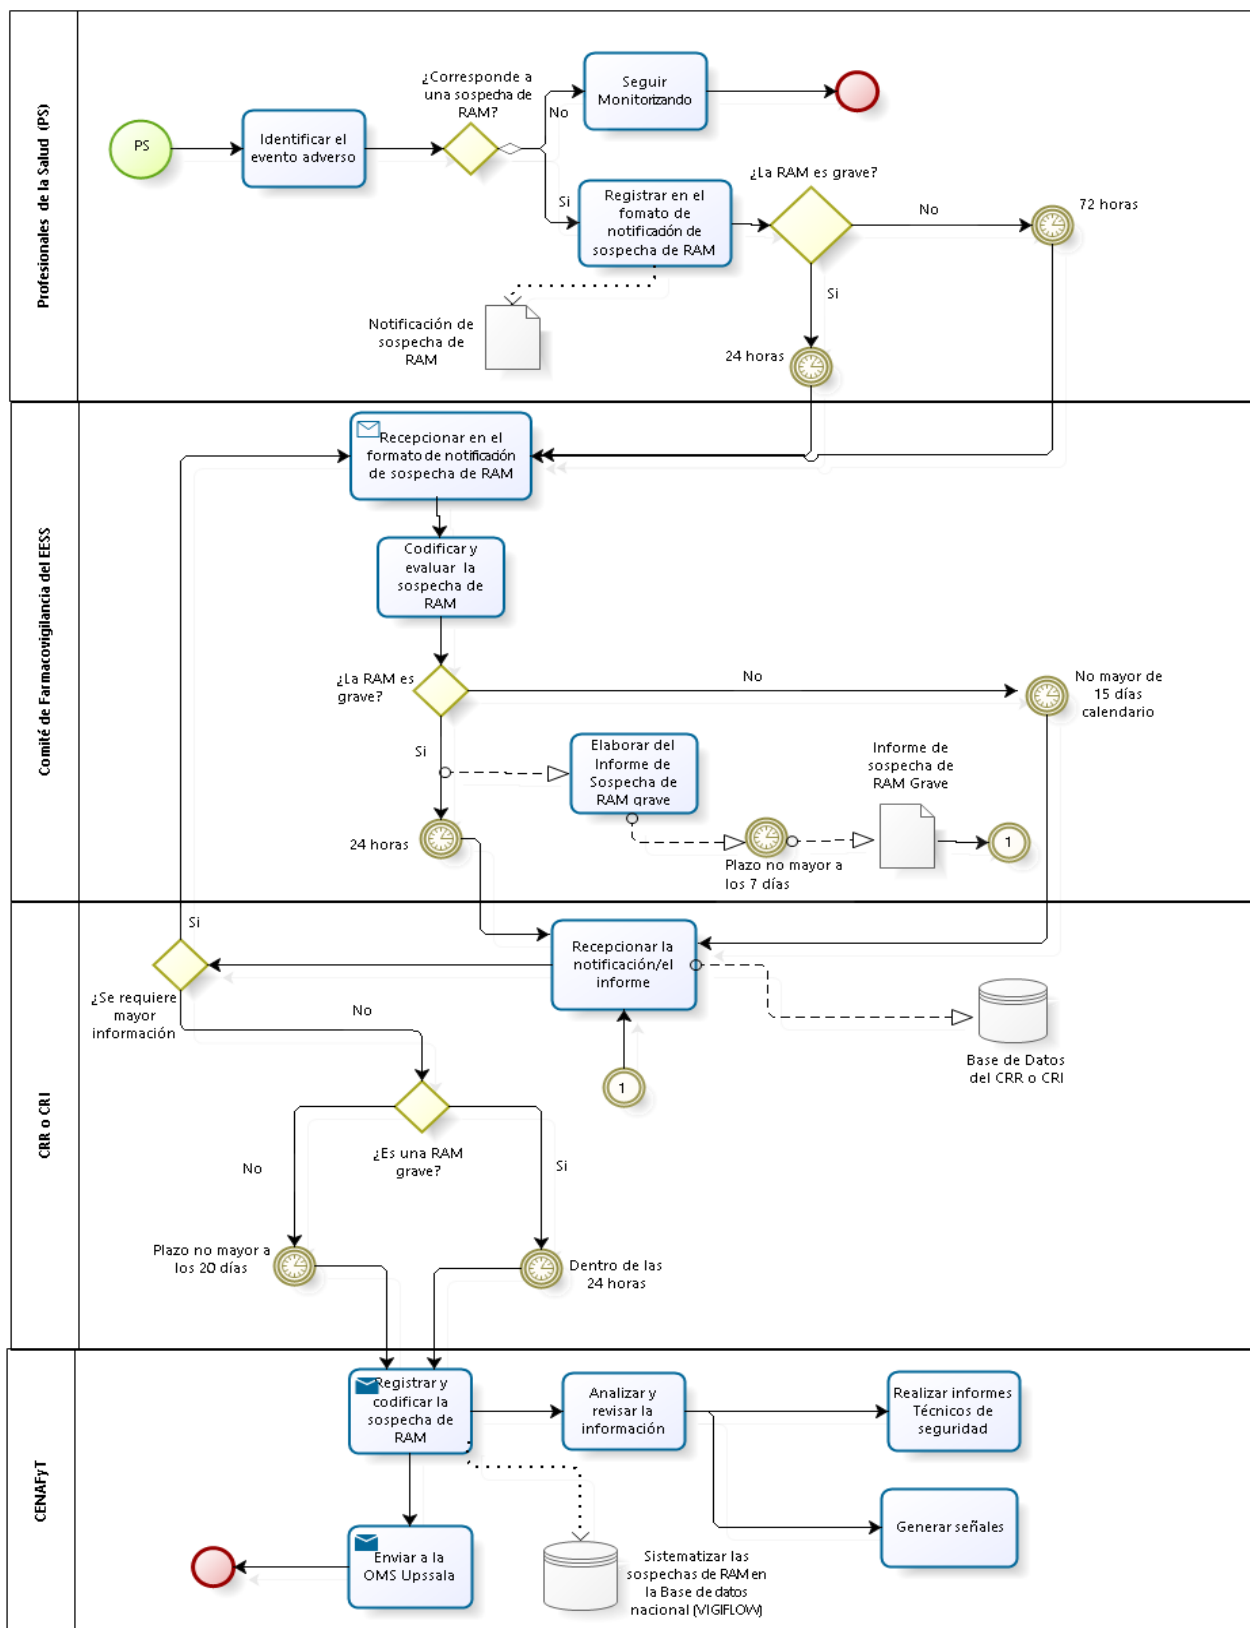 Profesionales de la Salud (PS)
PS
Identificar el
evento adverso
¿Corresponde a
una sospecha de
RAM?
No
Seguir
Monitorizando
Si
Registrar en el
fomato de
notificación de
sospecha de RAM
¿La RAM es grave?
No
72 horas
Si
24 horas
Notificación de
sospecha de
RAM
Comité de Farmacovigilancia del EESS
Recepcionar en el
formato de notificación
de sospecha de RAM
Codificar y
evaluar la
sospecha de
RAM
¿La RAM es
grave?
No
No mayor de
15 días
calendario
Si
Elaborar del
Informe de
Sospecha de
RAM grave
Informe de
sospecha de
RAM Grave
24 horas
Plazo no mayor a
los 7 días
1
CRR o CRI
Si
Recepcionar la
notificación/el
informe
¿Se requiere
mayor
información
No
Base de Datos
del CRR o CRI
1
¿Es una RAM
grave?
No
Si
Plazo no mayor a
los 20 días
Dentro de las
24 horas
CENAFyT
Registrar y
codificar la
sospecha de
RAM
Analizar y
revisar la
información
Realizar informes
Técnicos de
seguridad
Generar señales
Enviar a la
OMS Upssala
Sistematizar las
sospechas de RAM en
la Base de datos
nacional (VIGIFLOW)